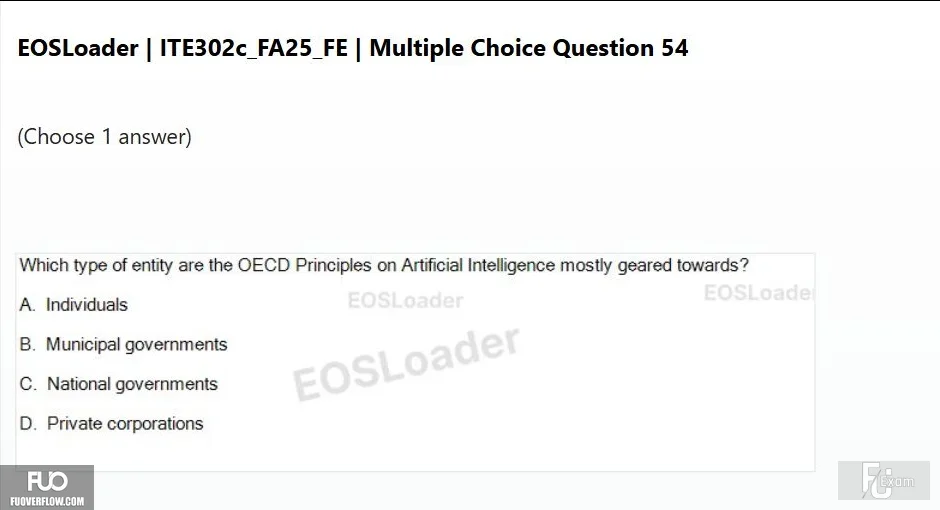 EOSLoader | ITE302c_FA25_FE | Multiple Choice Question 54
(Choose 1 answer)
Which type of entity are the OECD Principles on Artificial Intelligence mostly geared towards?
EOSLoader
A. Individuals
EOSLoader
B. Municipal governments
EOSLoader
C. National governments
D. Private corporations
FUO
FUOVERFLOW.COM
FU Exam